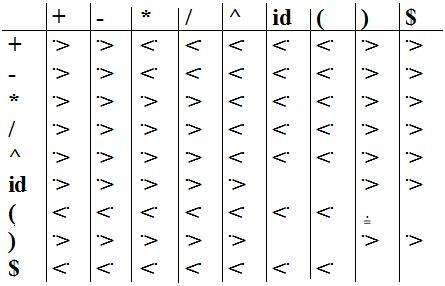 + - * / ^ id ( ) $
+ ⋗ ⋗ ⋖ ⋖ ⋖ ⋖ ⋖ ⋗ ⋗
- ⋗ ⋗ ⋖ ⋖ ⋖ ⋖ ⋖ ⋗ ⋗
* ⋗ ⋗ ⋗ ⋗ ⋖ ⋖ ⋖ ⋗ ⋗
/ ⋗ ⋗ ⋗ ⋗ ⋖ ⋖ ⋖ ⋗ ⋗
^ ⋗ ⋗ ⋗ ⋗ ⋖ ⋖ ⋖ ⋗ ⋗
id ⋗ ⋗ ⋗ ⋗ ⋗ ⋗ ⋗
( ⋖ ⋖ ⋖ ⋖ ⋖ ⋖ ⋖ ≐
) ⋗ ⋗ ⋗ ⋗ ⋗ ⋗ ⋗
$ ⋖ ⋖ ⋖ ⋖ ⋖ ⋖ ⋖